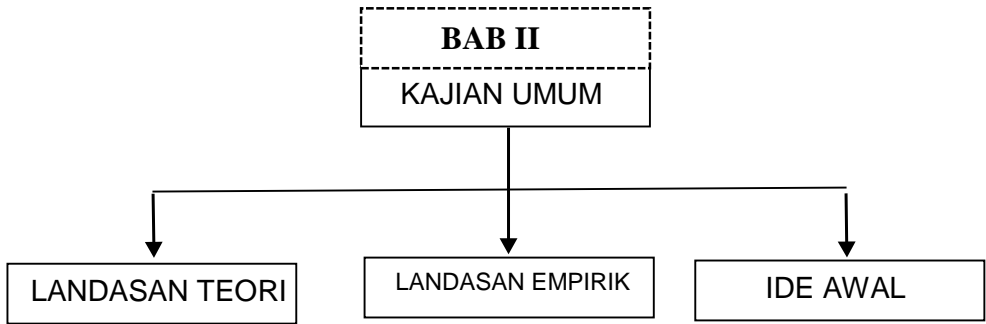 BAB II
KAJIAN UMUM
LANDASAN TEORI
LANDASAN EMPIRIK
IDE AWAL